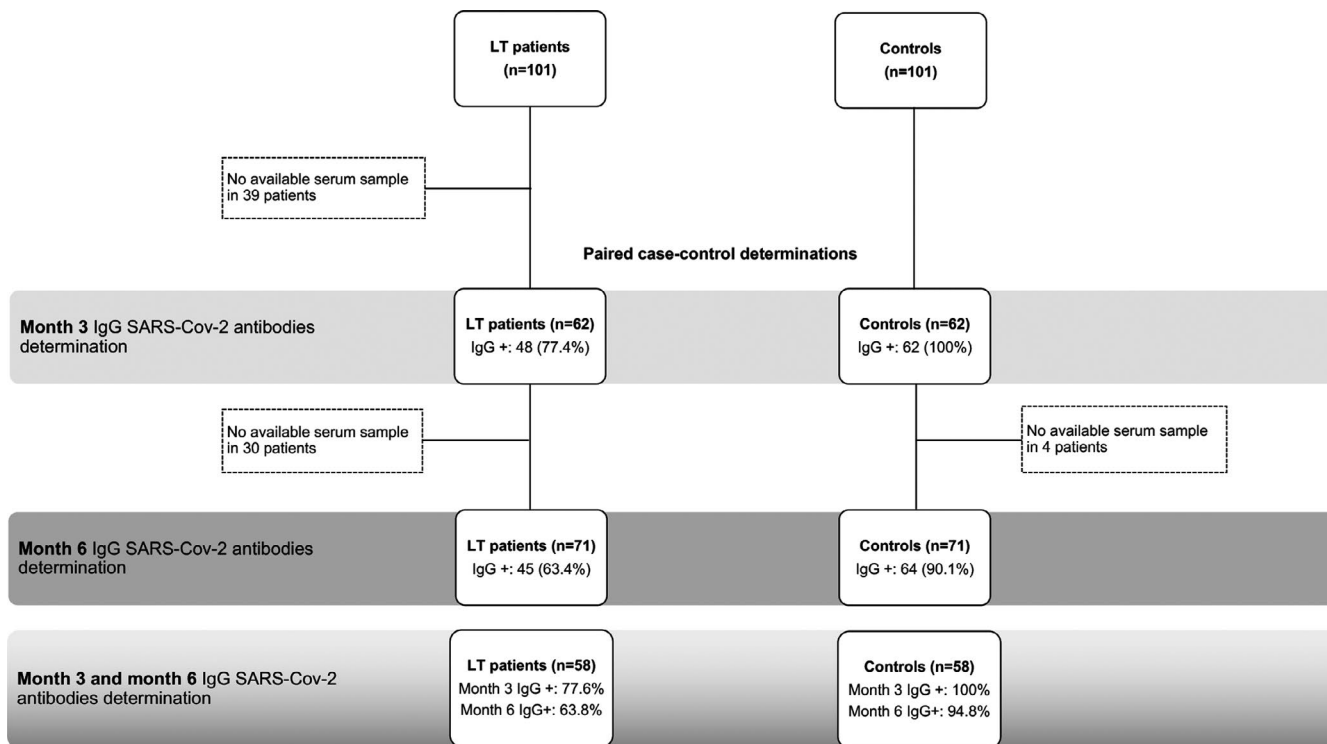 LT patients
(n=101)
Controls
(n=101)
No available serum sample
in 39 patients
Paired case-control determinations
Month 3 IgG SARS-Cov-2 antibodies
determination
LT patients (n=62)
IgG +: 48 (77.4%)
Controls (n=62)
IgG +: 62 (100%)
No available serum sample
in 30 patients
No available serum sample
in 4 patients
Month 6 IgG SARS-Cov-2 antibodies
determination
LT patients (n=71)
IgG +: 45 (63.4%)
Controls (n=71)
IgG +: 64 (90.1%)
Month 3 and month 6 IgG SARS-Cov-2
antibodies determination
LT patients (n=58)
Month 3 IgG +: 77.6%
Month 6 IgG+: 63.8%
Controls (n=58)
Month 3 IgG +: 100%
Month 6 IgG+: 94.8%